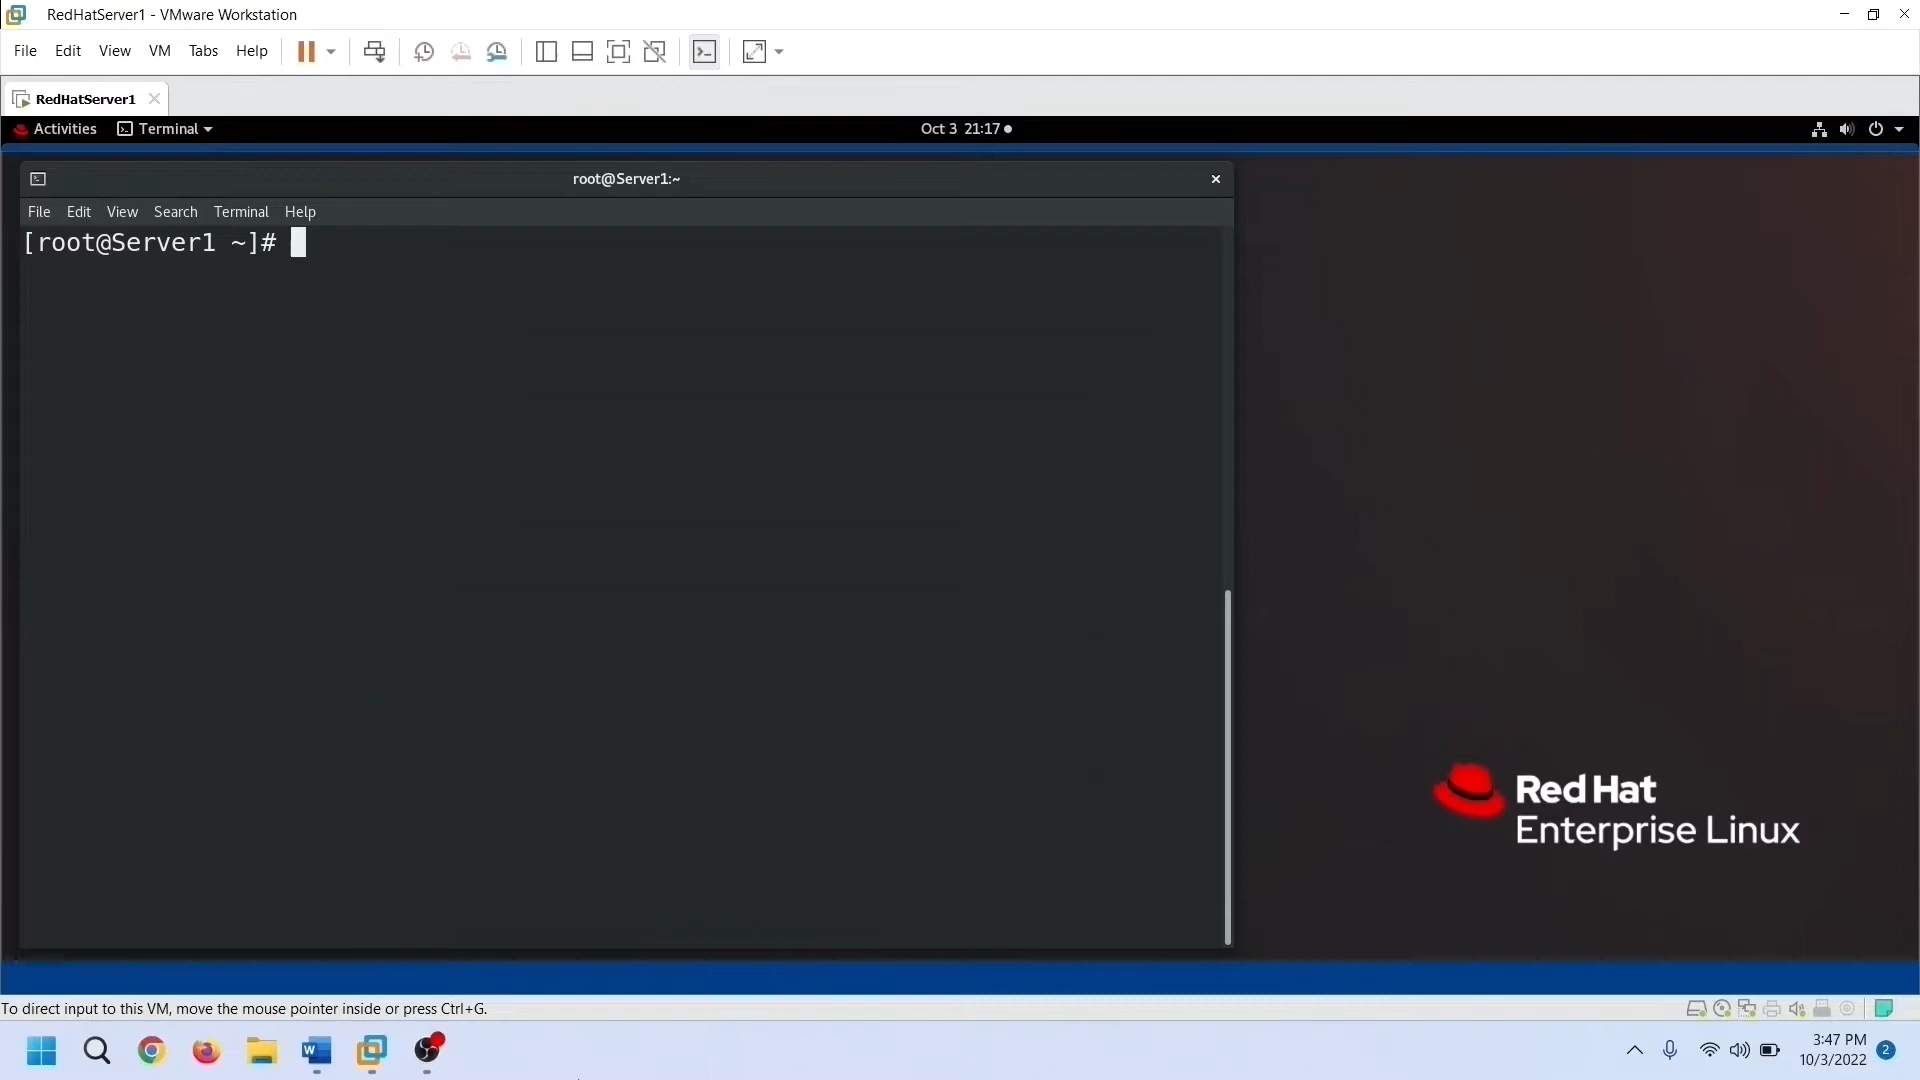 RedHatServer1 - VMware Workstation
File Edit View VM Tabs Help
RedHatServer1
Activities Terminal Oct 3 21:17
root@Server1:~
File Edit View Search Terminal Help
[root@Server1 ~]#
Red Hat
Enterprise Linux
To direct input to this VM, move the mouse pointer inside or press Ctrl+G.
3:47 PM
10/3/2022
2